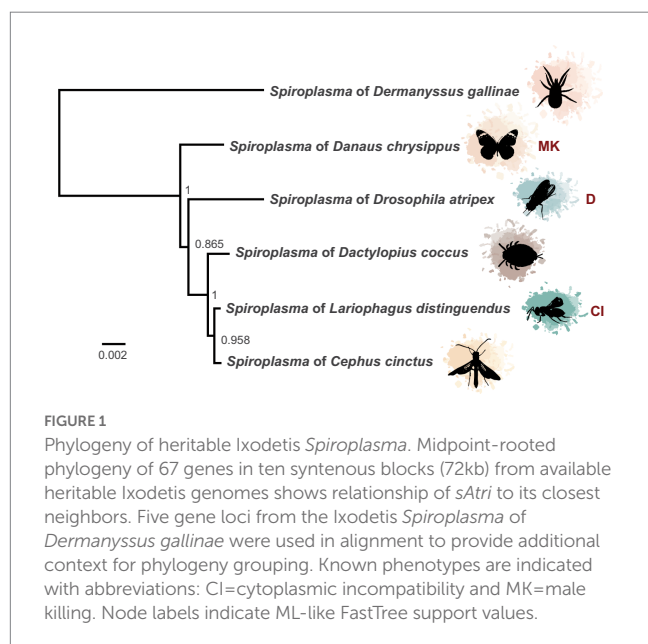 Spiroplasma of Dermanyssus gallinae
Spiroplasma of Danaus chrysippus MK
1
Spiroplasma of Drosophila atripex D
0.865
Spiroplasma of Dactylopius coccus
1
Spiroplasma of Lariophagus distinguendus CI
0.958
0.002
Spiroplasma of Cephus cinctus
FIGURE 1
Phylogeny of heritable Ixodetis Spiroplasma. Midpoint-rooted
phylogeny of 67 genes in ten syntenous blocks (72kb) from available
heritable Ixodetis genomes shows relationship of sAtri to its closest
neighbors. Five gene loci from the Ixodetis Spiroplasma of
Dermanyssus gallinae were used in alignment to provide additional
context for phylogeny grouping. Known phenotypes are indicated
with abbreviations: CI=cytoplasmic incompatibility and MK=male
killing. Node labels indicate ML-like FastTree support values.